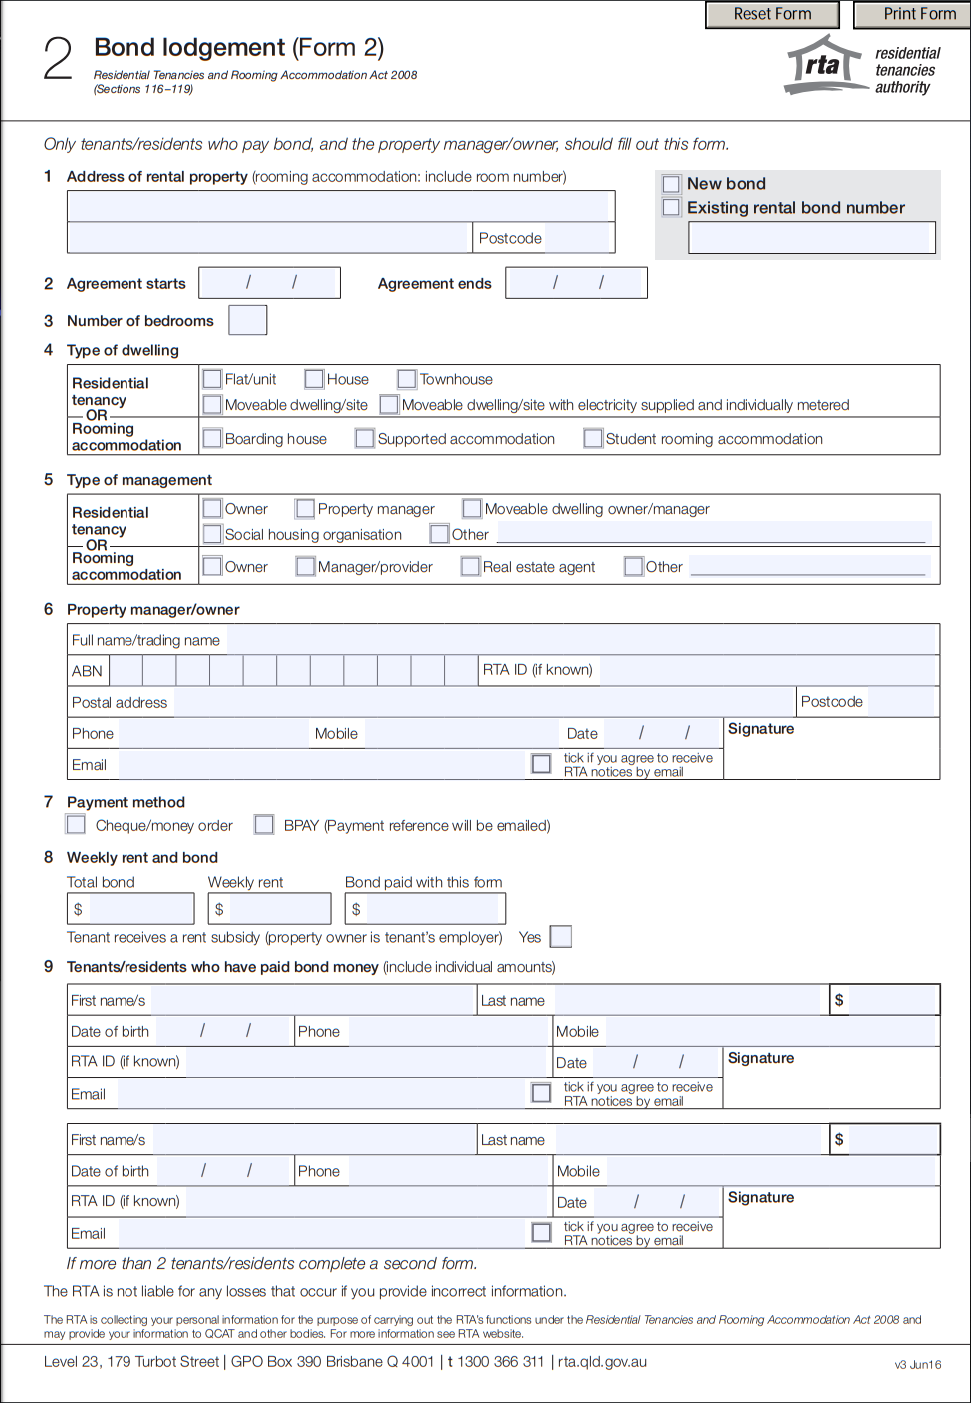 Reset Form
Print Form
2
Bond lodgement (Form 2)
Residential Tenancies and Rooming Accommodation Act 2008
(Sections 116–119)
rta
residential
tenancies
authority
Only tenants/residents who pay bond, and the property manager/owner, should fill out this form.
1 Address of rental property (rooming accommodation: include room number)
Postcode
New bond
Existing rental bond number
2 Agreement starts / / Agreement ends / /
3 Number of bedrooms
4 Type of dwelling
Residential
tenancy
OR
Rooming
accommodation
Flat/unit House Townhouse
Moveable dwelling/site Moveable dwelling/site with electricity supplied and individually metered
Boarding house Supported accommodation Student rooming accommodation
5 Type of management
Residential
tenancy
OR
Rooming
accommodation
Owner Property manager Moveable dwelling owner/manager
Social housing organisation Other
Owner Manager/provider Real estate agent Other
6 Property manager/owner
Full name/trading name
ABN RTA ID (if known)
Postal address Postcode
Phone Mobile Date / / Signature
Email tick if you agree to receive
RTA notices by email
7 Payment method
Cheque/money order BPAY (Payment reference will be emailed)
8 Weekly rent and bond
Total bond Weekly rent Bond paid with this form
$ $ $
Tenant receives a rent subsidy (property owner is tenant's employer) Yes
9 Tenants/residents who have paid bond money (include individual amounts)
First name/s Last name $
Date of birth / / Phone Mobile
RTA ID (if known) Date / / Signature
Email tick if you agree to receive
RTA notices by email
First name/s Last name $
Date of birth / / Phone Mobile
RTA ID (if known) Date / / Signature
Email tick if you agree to receive
RTA notices by email
If more than 2 tenants/residents complete a second form.
The RTA is not liable for any losses that occur if you provide incorrect information.
The RTA is collecting your personal information for the purpose of carrying out the RTA's functions under the Residential Tenancies and Rooming Accommodation Act 2008 and
may provide your information to QCAT and other bodies. For more information see RTA website.
Level 23, 179 Turbot Street | GPO Box 390 Brisbane Q 4001 | t 1300 366 311 | rta.qld.gov.au
v3 Jun16